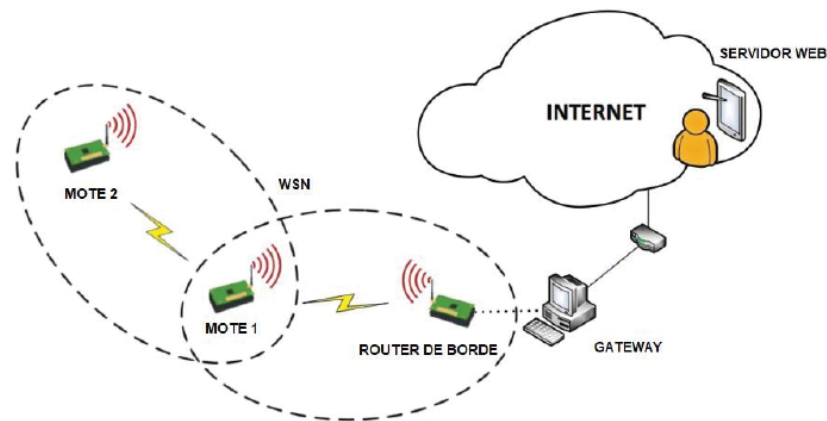 SERVIDOR WEB
INTERNET
MOTE 2
WSN
MOTE 1
ROUTER DE BORDE
GATEWAY